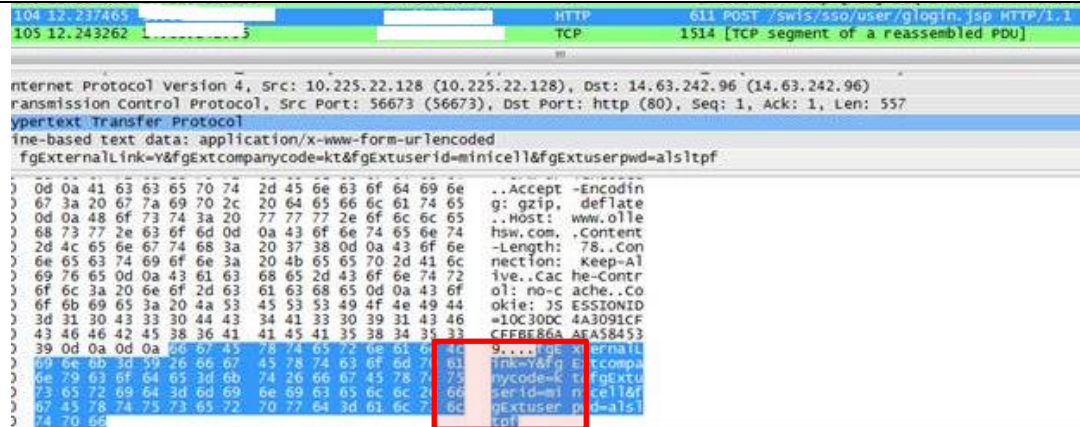 104 12.237465 HTTP 611 POST /swis/sso/user/glogin.jsp HTTP/1.1
105 12.243262 TCP 1514 [TCP segment of a reassembled PDU]
nternet Protocol Version 4, Src: 10.225.22.128 (10.225.22.128), Dst: 14.63.242.96 (14.63.242.96)
ransmission Control Protocol, Src Port: 56673 (56673), Dst Port: http (80), Seq: 1, Ack: 1, Len: 557
ypertext Transfer Protocol
ine-based text data: application/x-www-form-urlencoded
fgExternalLink=Y&fgExtcompanycode=kt&fgExtuserid=minicell&fgExtuserpwd=alsltpf
0d 0a 41 63 63 65 70 74 2d 45 6e 63 6f 64 69 6e ..Accept -Encodin
67 3a 20 67 7a 69 70 2c 20 64 65 66 6c 61 74 65 g: gzip, deflate
0d 0a 48 6f 73 74 3a 20 77 77 77 2e 6f 6c 6c 65 ..Host: www.olle
68 73 77 2e 63 6f 6d 0d 0a 43 6f 6e 74 65 6e 74 hsw.com. .Content
2d 4c 65 6e 67 74 68 3a 20 37 38 0d 0a 43 6f 6e -Length: 78..Con
6e 65 63 74 69 6f 6e 3a 20 4b 65 65 70 2d 41 6c nection: Keep-Al
69 76 65 0d 0a 43 61 63 68 65 2d 43 6f 6e 74 72 ive..Cac he-Contr
6f 6c 3a 20 6e 6f 2d 63 61 63 68 65 0d 0a 43 6f ol: no-c ache..Co
6f 6b 69 65 3a 20 4a 53 45 53 53 49 4f 4e 49 44 okie: JS ESSIONID
3d 31 30 43 33 30 44 43 34 41 33 30 39 31 43 46 =10C30DC 4A3091CF
43 46 46 42 45 38 36 41 41 45 41 35 38 34 35 33 CFFBE86A AEA58453
39 0d 0a 0d 0a 66 67 45 78 74 65 72 6e 61 6c 4c 9....fgE xternalL
69 6e 6b 3d 59 26 66 67 45 78 74 63 6f 6d 70 61 ink=Y&fg Extcompa
6e 79 63 6f 64 65 3d 6b 74 26 66 67 45 78 74 75 nycode=k t&fgExtu
73 65 72 69 64 3d 6d 69 6e 69 63 65 6c 6c 26 66 serid=mi nicell&f
67 45 78 74 75 73 65 72 70 77 64 3d 61 6c 73 6c gExtuser pwd=alsl
74 70 66 tpf